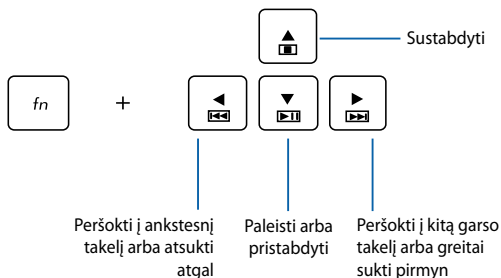 Sustabdyti
fn +
Peršokti į ankstesnį
takelį arba atsukti
atgal
Paleisti arba
pristabdyti
Peršokti į kitą garso
takelį arba greitai
sukti pirmyn